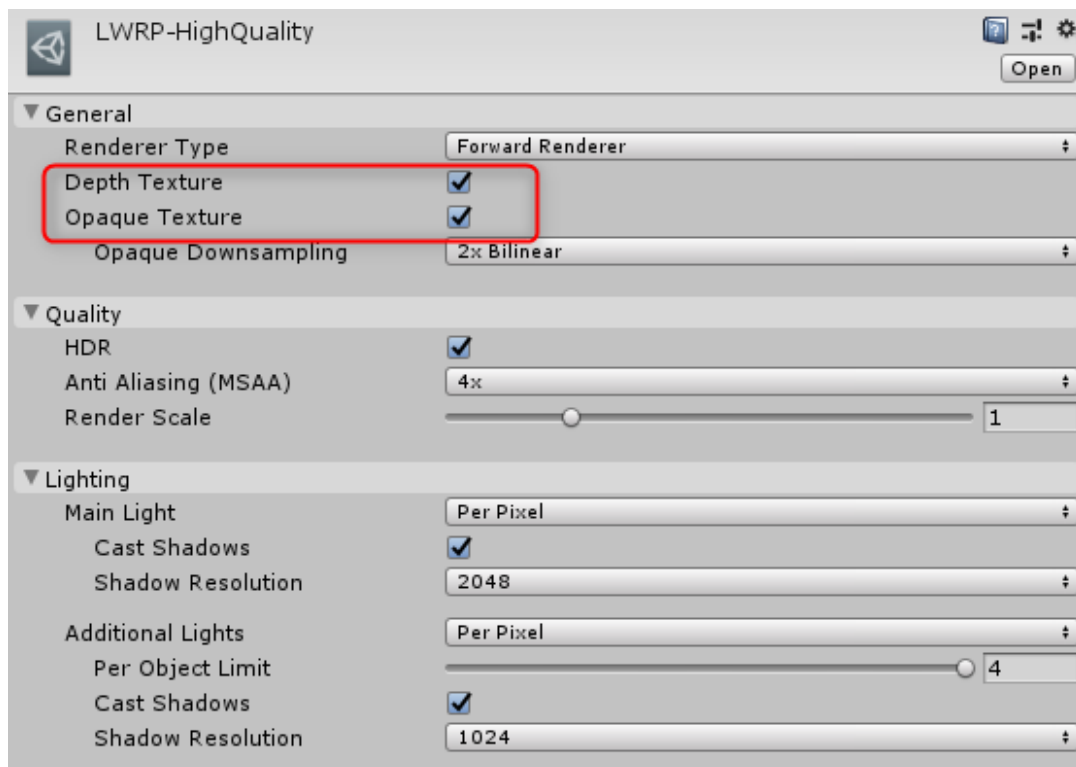 LWRP-HighQuality
Open
General
Renderer Type Forward Renderer
Depth Texture
Opaque Texture
Opaque Downsampling 2x Bilinear
Quality
HDR
Anti Aliasing (MSAA) 4x
Render Scale 1
Lighting
Main Light Per Pixel
Cast Shadows
Shadow Resolution 2048
Additional Lights Per Pixel
Per Object Limit 4
Cast Shadows
Shadow Resolution 1024